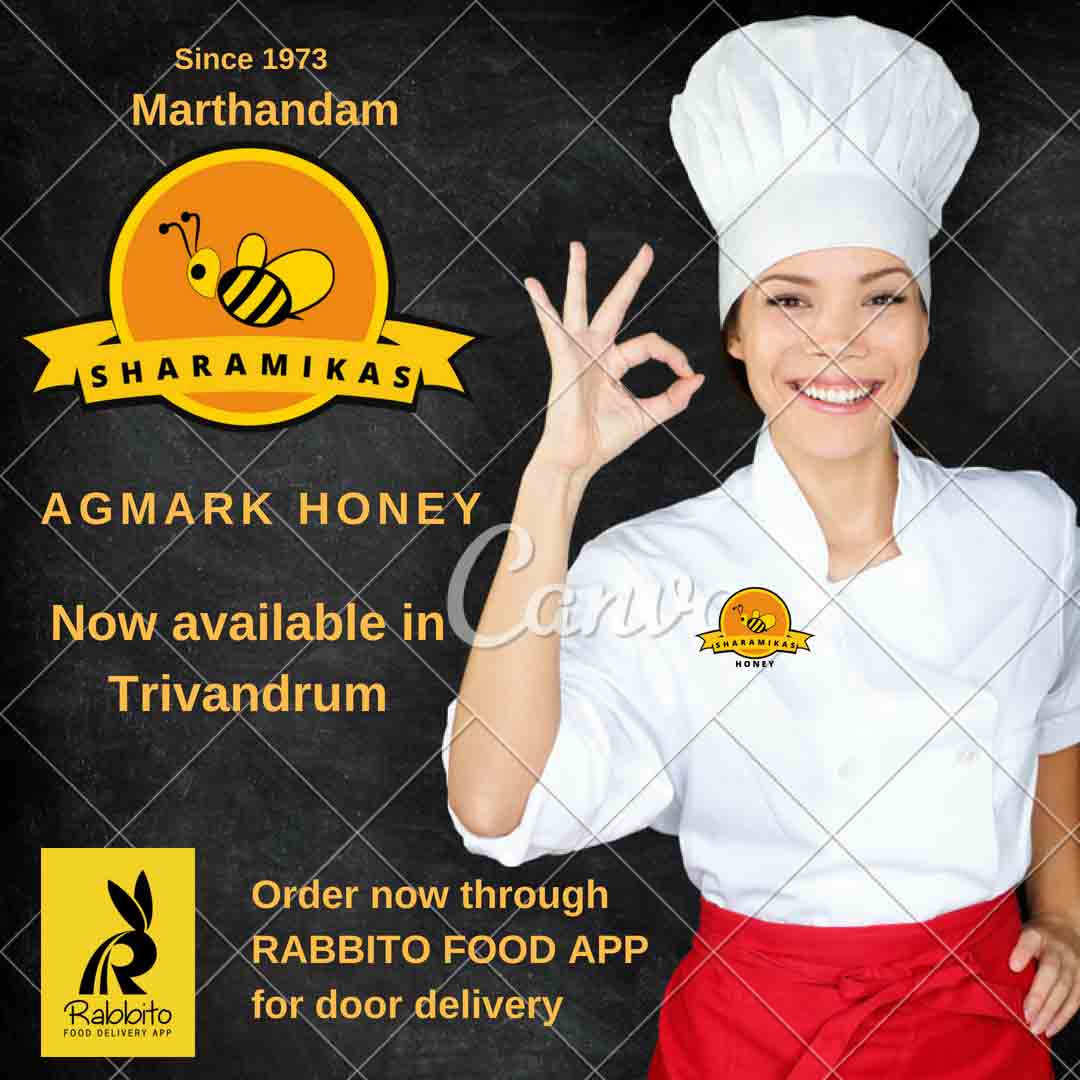 Since 1973
Marthandam
SHARAMIKAS
AGMARK HONEY
Canva
Now available in
Trivandrum
SHARAMIKAS
HONEY
Order now through
RABBITO FOOD APP
for door delivery
Rabbito
FOOD DELIVERY APP